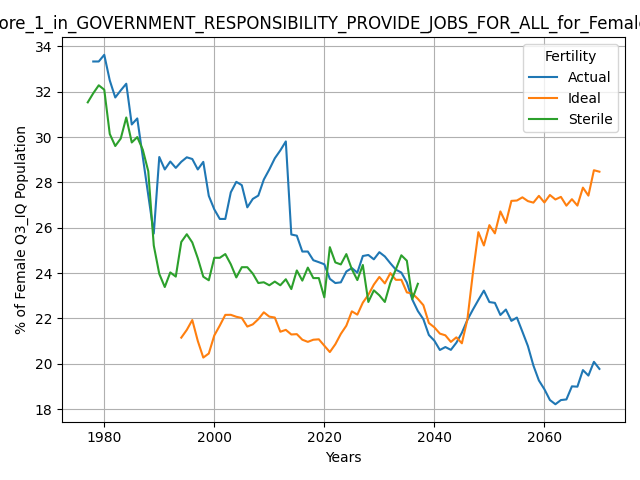 ore_1_in_GOVERNMENT_RESPONSIBILITY_PROVIDE_JOBS_FOR_ALL_for_Female
34
32
30
28
26
24
22
20
18
% of Female Q3_IQ Population
Fertility
Actual
Ideal
Sterile
1980 2000 2020 2040 2060
Years